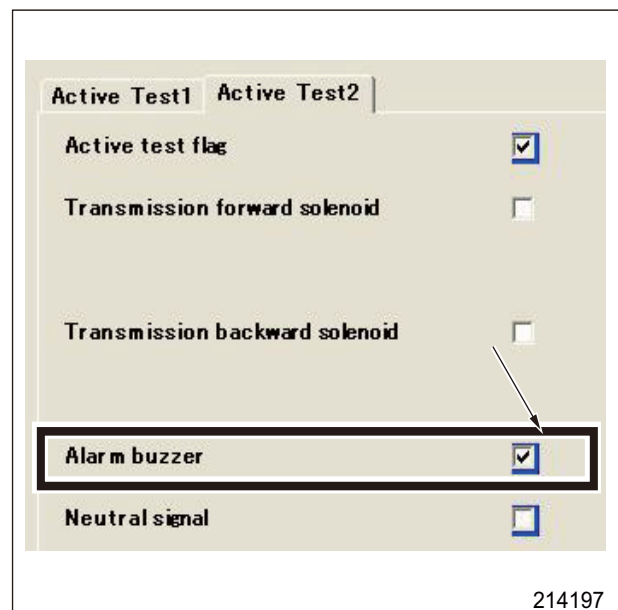 Active Test1 Active Test2
Active test flag
Transmission forward solenoid
Transmission backward solenoid
Alarm buzzer
Neutral signal
214197